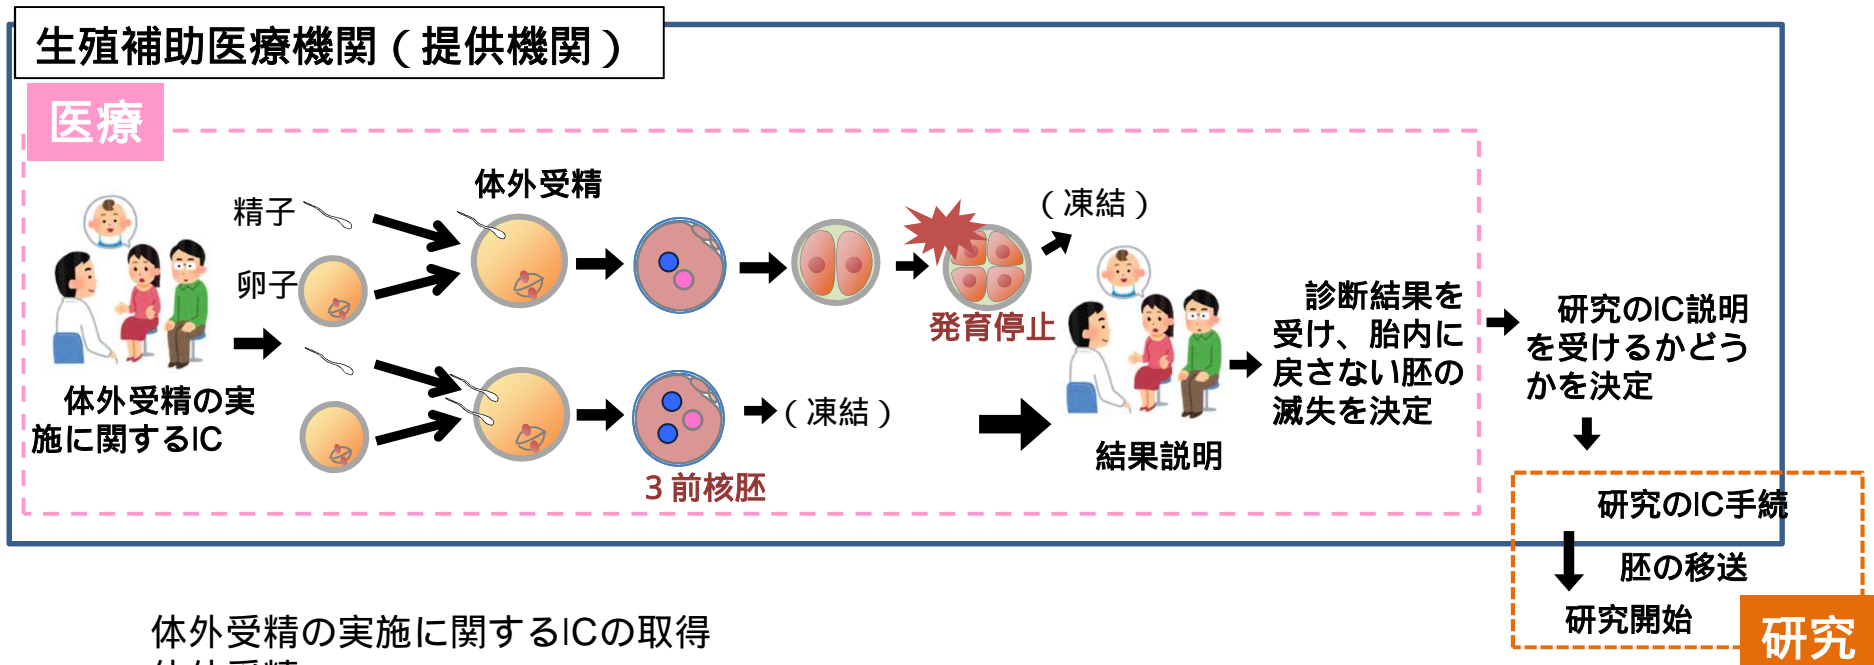 生殖補助医療機関（提供機関）
医療
精子
卵子
体外受精
（凍結）
発育停止
体外受精の実
施に関するIC
（凍結）
３前核胚
結果説明
診断結果を
受け、胎内に
戻さない胚の
滅失を決定
研究のIC説明
を受けるかどう
かを決定
研究のIC手続
胚の移送
研究開始
研究
体外受精の実施に関するICの取得